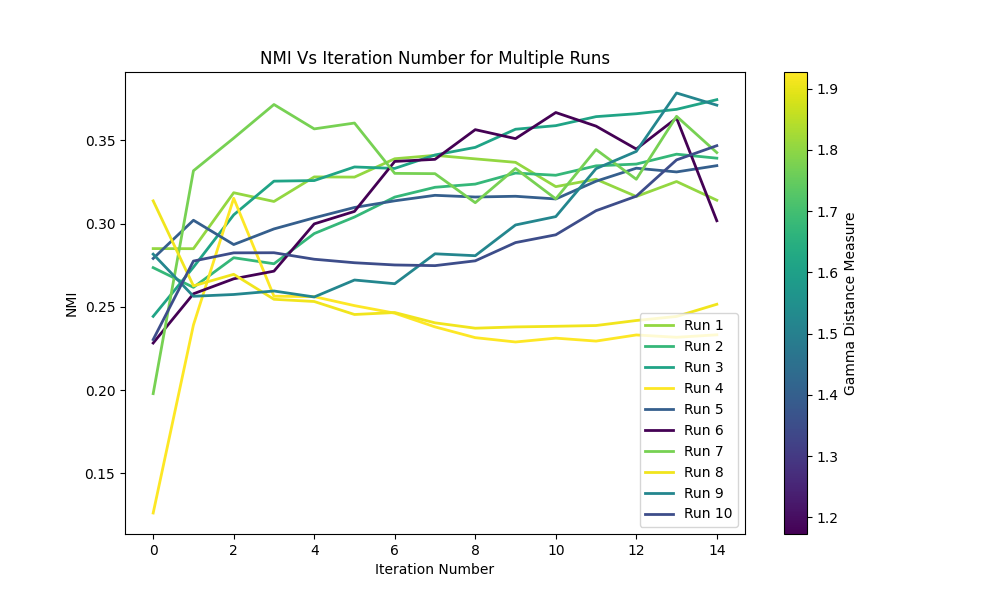 NMI Vs Iteration Number for Multiple Runs
NMI
0.35
0.30
0.25
0.20
0.15
0
2
4
6
8
10
12
14
Iteration Number
Run 1
Run 2
Run 3
Run 4
Run 5
Run 6
Run 7
Run 8
Run 9
Run 10
1.9
1.8
1.7
1.6
1.5
1.4
1.3
1.2
Gamma Distance Measure